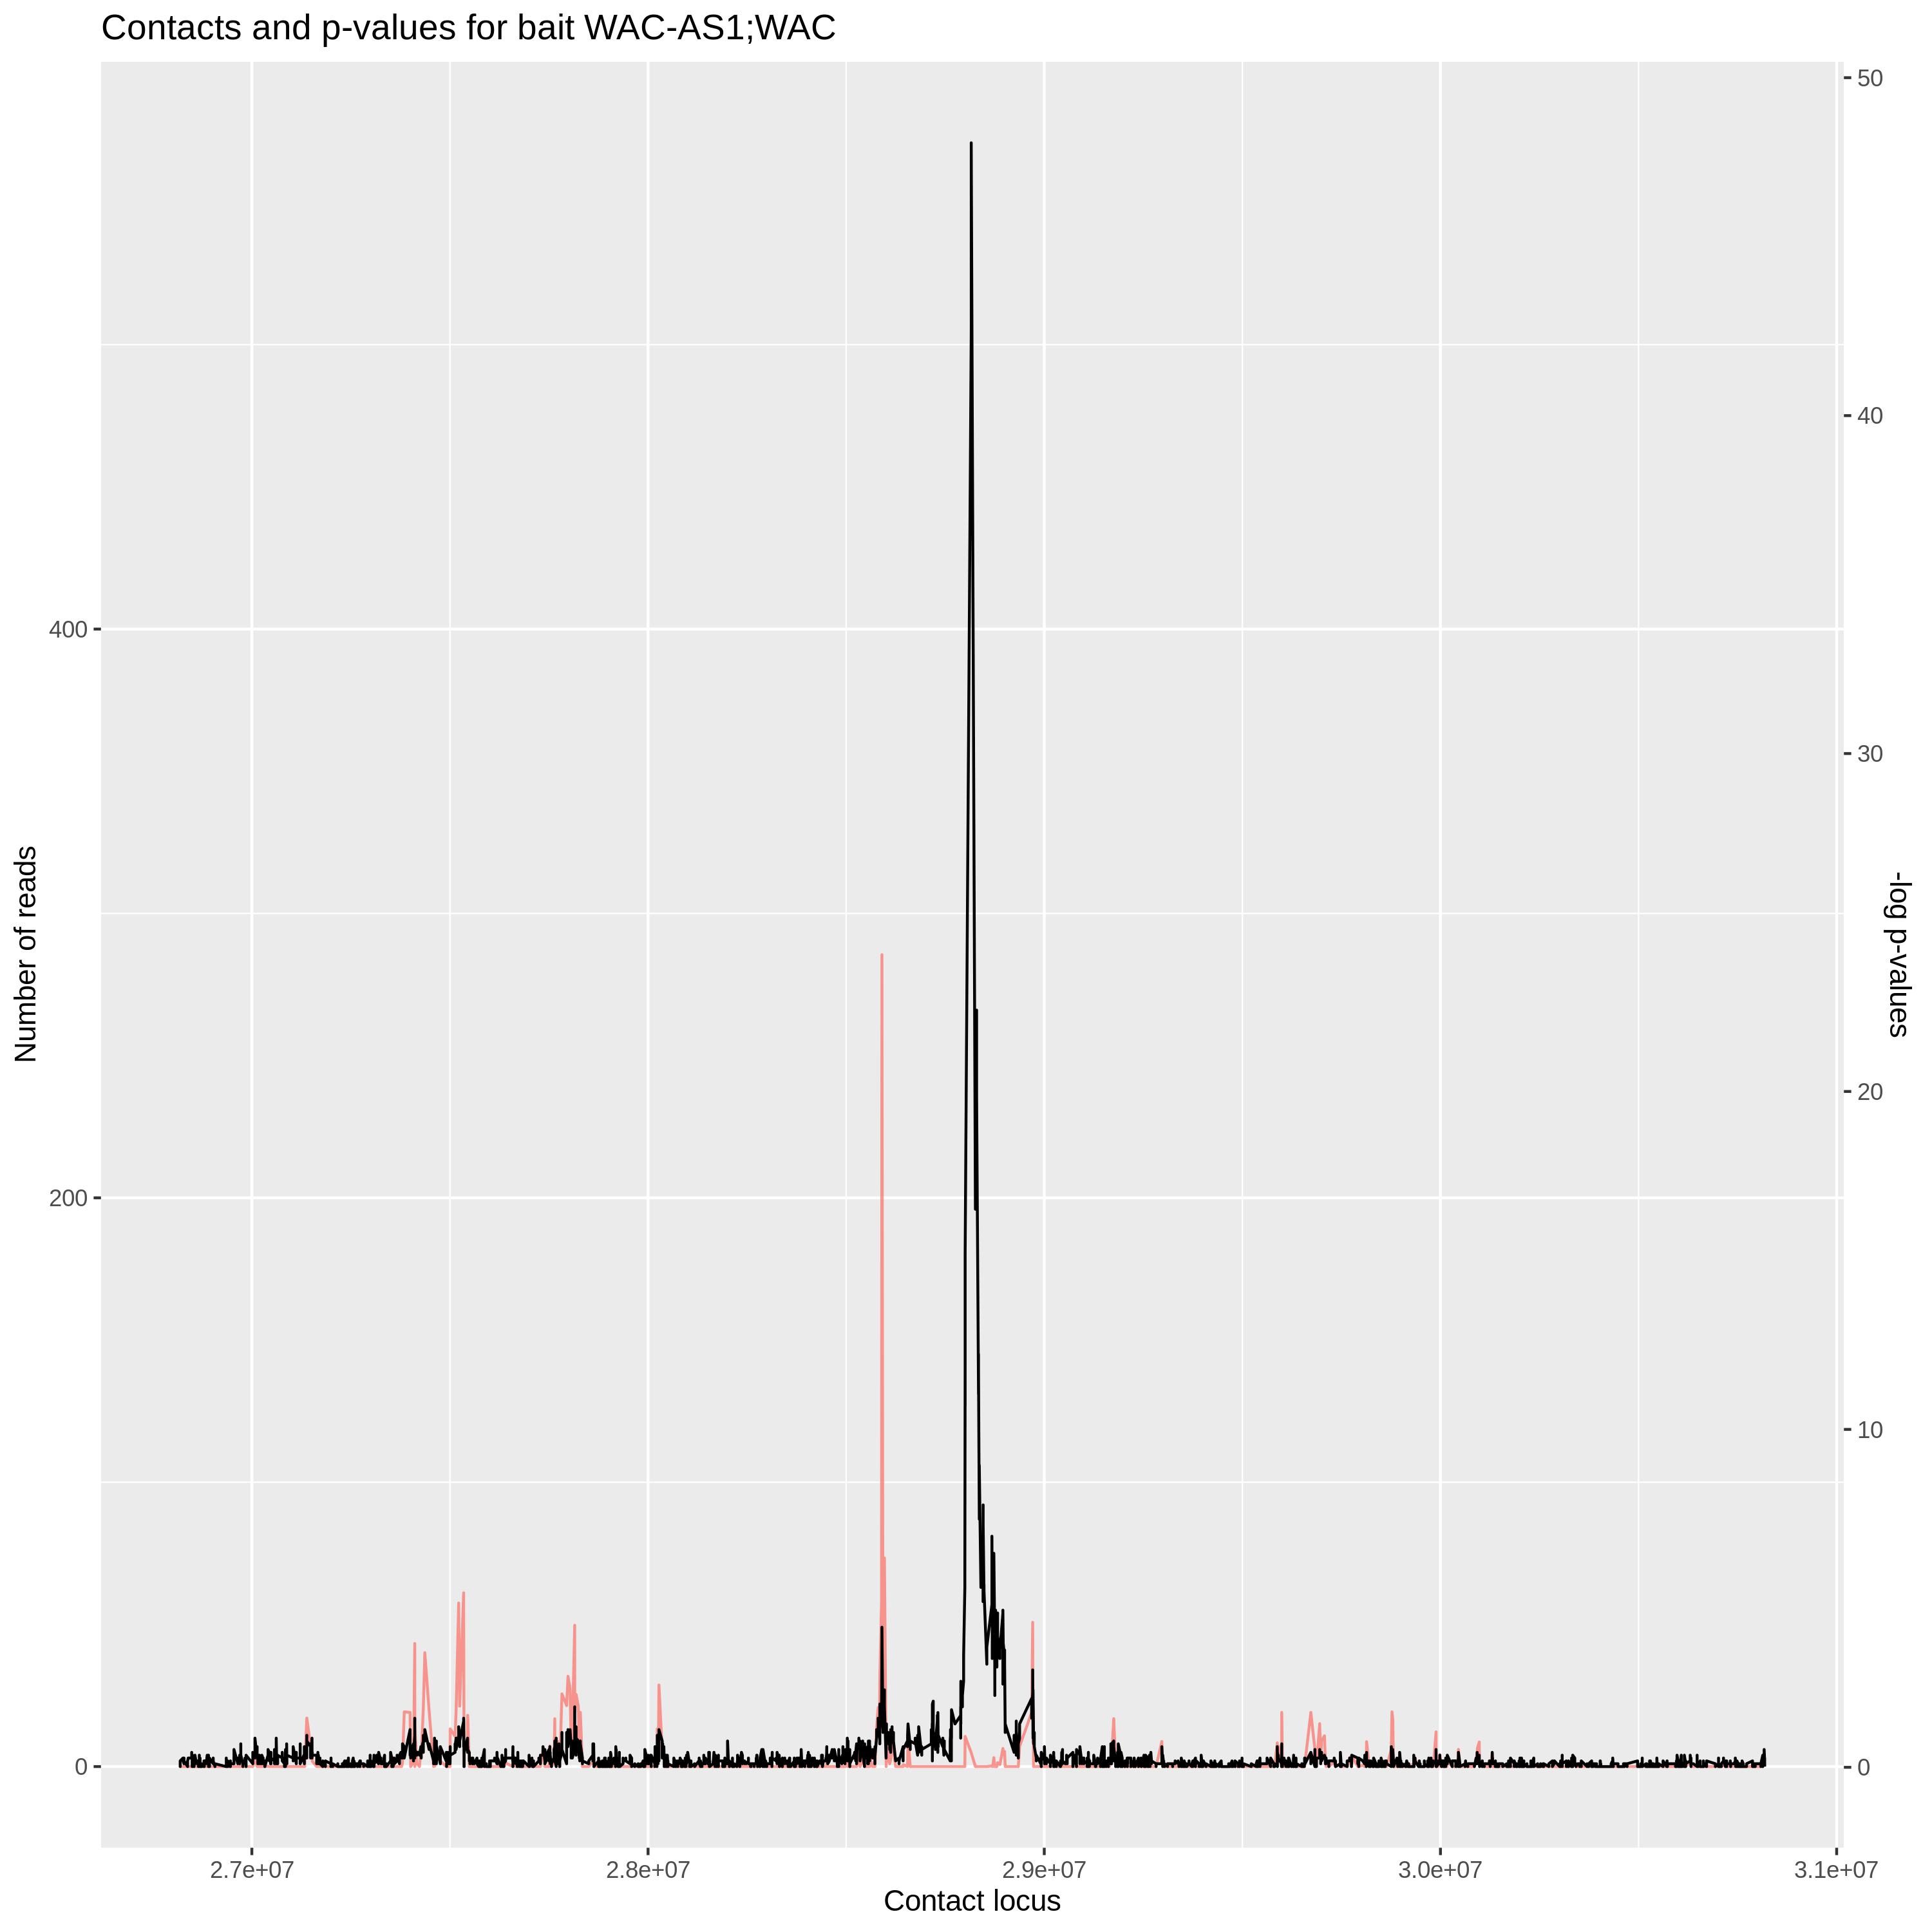 Contacts and p-values for bait WAC-AS1;WAC
50
40
400
30
Number of reads
-log p-values
20
200
10
0
0
2.7e+07
2.8e+07
2.9e+07
3.0e+07
3.1e+07
Contact locus